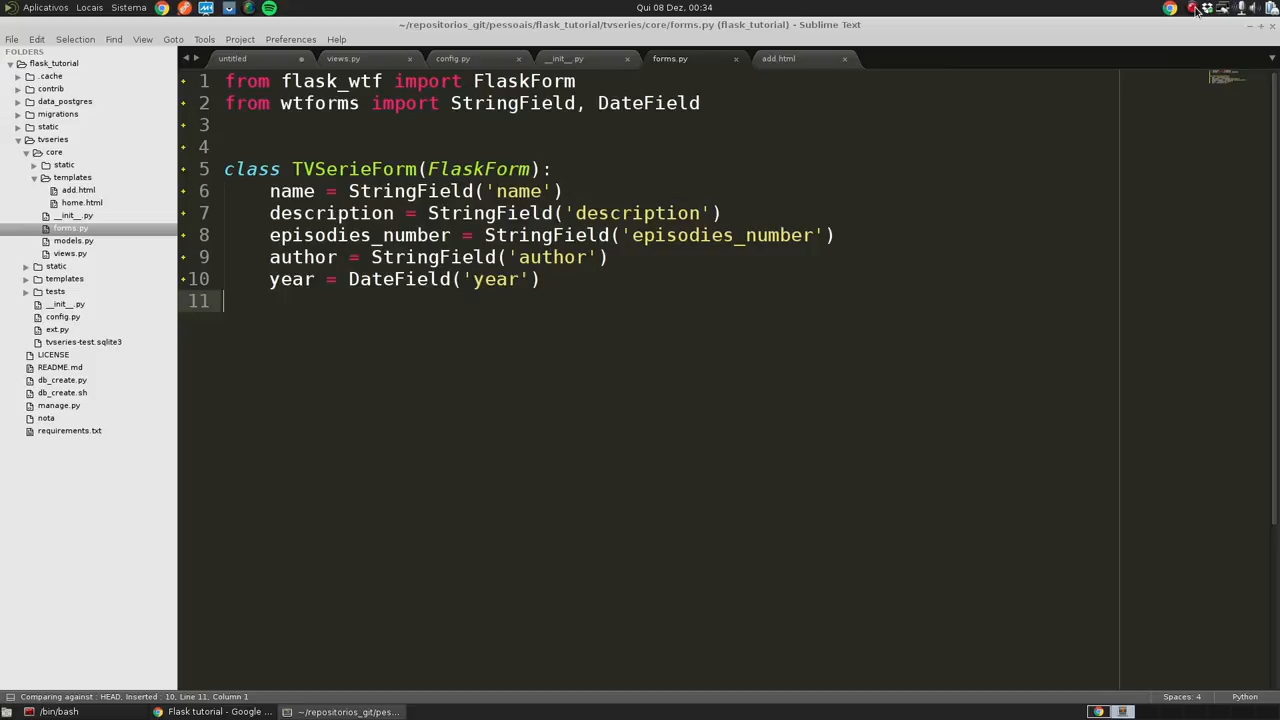 Aplicativos Locais Sistema
Qui 08 Dez, 00:34
~/repositorios_git/pessoais/flask_tutorial/tvseries/core/forms.py (flask_tutorial) - Sublime Text
File Edit Selection Find View Goto Tools Project Preferences Help
FOLDERS
flask_tutorial
.cache
contrib
data_postgres
migrations
static
tvseries
core
static
templates
add.html
home.html
__init__.py
forms.py
models.py
views.py
static
templates
tests
__init__.py
config.py
ext.py
tvseries-test.sqlite3
LICENSE
README.md
db_create.py
db_create.sh
manage.py
nota
requirements.txt
untitled views.py config.py __init__.py forms.py add.html
1 from flask_wtf import FlaskForm
2 from wtforms import StringField, DateField
3
4
5 class TVSerieForm(FlaskForm):
6 name = StringField('name')
7 description = StringField('description')
8 episodies_number = StringField('episodies_number')
9 author = StringField('author')
10 year = DateField('year')
11
Comparing against : HEAD, Inserted : 10, Line 11, Column 1
Spaces: 4 Python
/bin/bash Flask tutorial - Google ... ~/repositorios_git/pes...